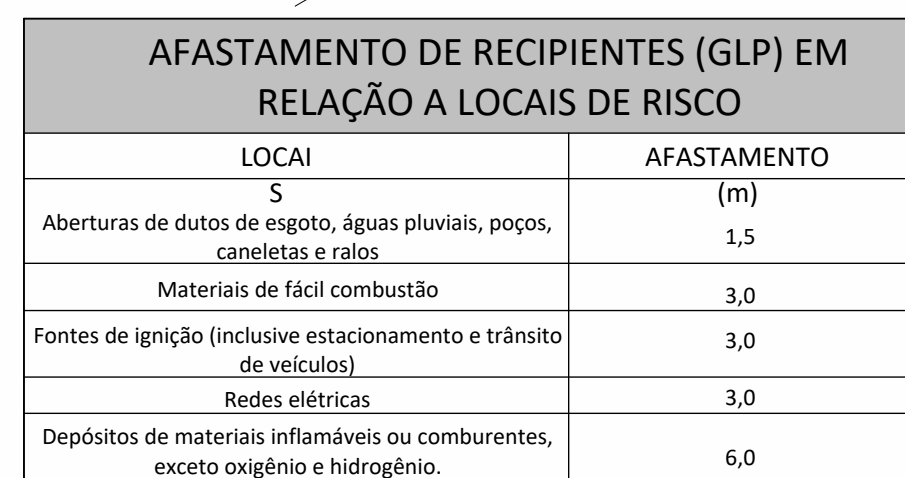 AFASTAMENTO DE RECIPIENTES (GLP) EM
RELAÇÃO A LOCAIS DE RISCO
LOCAI
S
AFASTAMENTO
(m)
Aberturas de dutos de esgoto, águas pluviais, poços,
caneletas e ralos
1,5
Materiais de fácil combustão
3,0
Fontes de ignição (inclusive estacionamento e trânsito
de veículos)
3,0
Redes elétricas
3,0
Depósitos de materiais inflamáveis ou comburentes,
exceto oxigênio e hidrogênio.
6,0